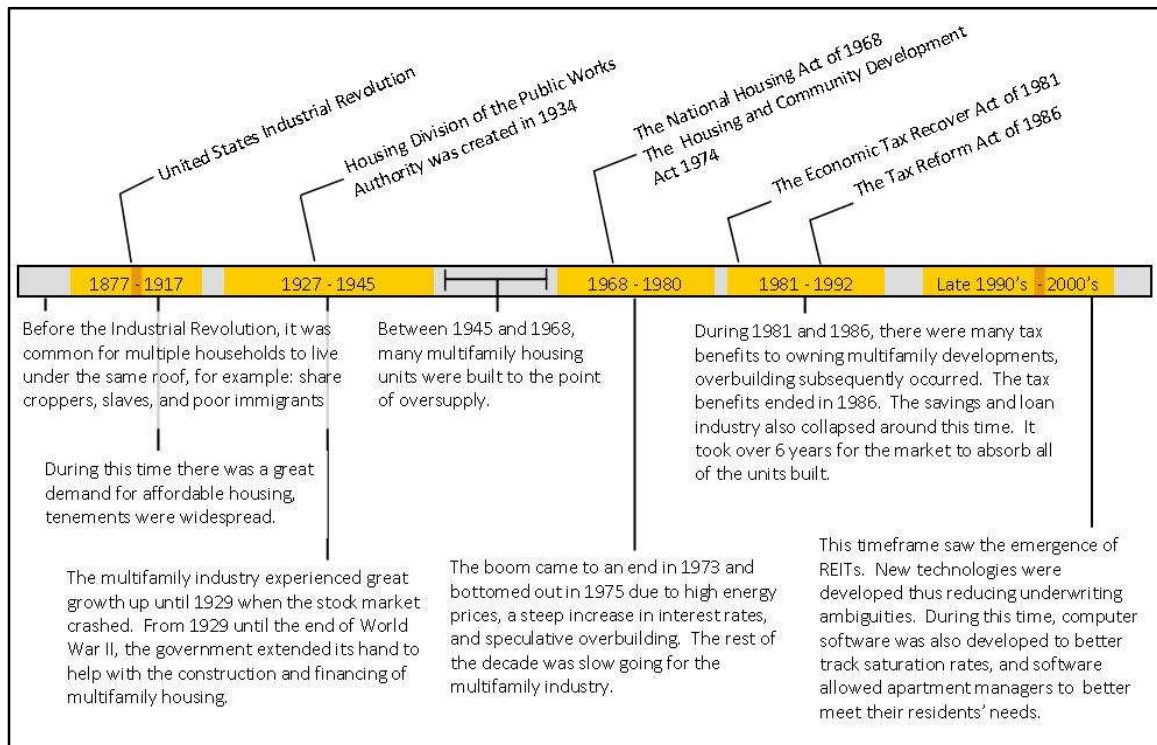 United States Industrial Revolution
Housing Division of the Public Works
Authority was created in 1934
The National Housing Act of 1968
The Housing and Community Development
Act 1974
The Economic Tax Recover Act of 1981
The Tax Reform Act of 1986
1877 - 1917
1927 - 1945
1968 - 1980
1981 - 1992
Late 1990's - 2000's
Before the Industrial Revolution, it was
common for multiple households to live
under the same roof, for example: share
croppers, slaves, and poor immigrants
During this time there was a great
demand for affordable housing,
tenements were widespread.
The multifamily industry experienced great
growth up until 1929 when the stock market
crashed. From 1929 until the end of World
War II, the government extended its hand to
help with the construction and financing of
multifamily housing.
Between 1945 and 1968,
many multifamily housing
units were built to the point
of oversupply.
The boom came to an end in 1973 and
bottomed out in 1975 due to high energy
prices, a steep increase in interest rates,
and speculative overbuilding. The rest of
the decade was slow going for the
multifamily industry.
During 1981 and 1986, there were many tax
benefits to owning multifamily developments,
overbuilding subsequently occurred. The tax
benefits ended in 1986. The savings and loan
industry also collapsed around this time. It
took over 6 years for the market to absorb all
of the units built.
This timeframe saw the emergence of
REITs. New technologies were
developed thus reducing underwriting
ambiguities. During this time, computer
software was also developed to better
track saturation rates, and software
allowed apartment managers to better
meet their residents' needs.